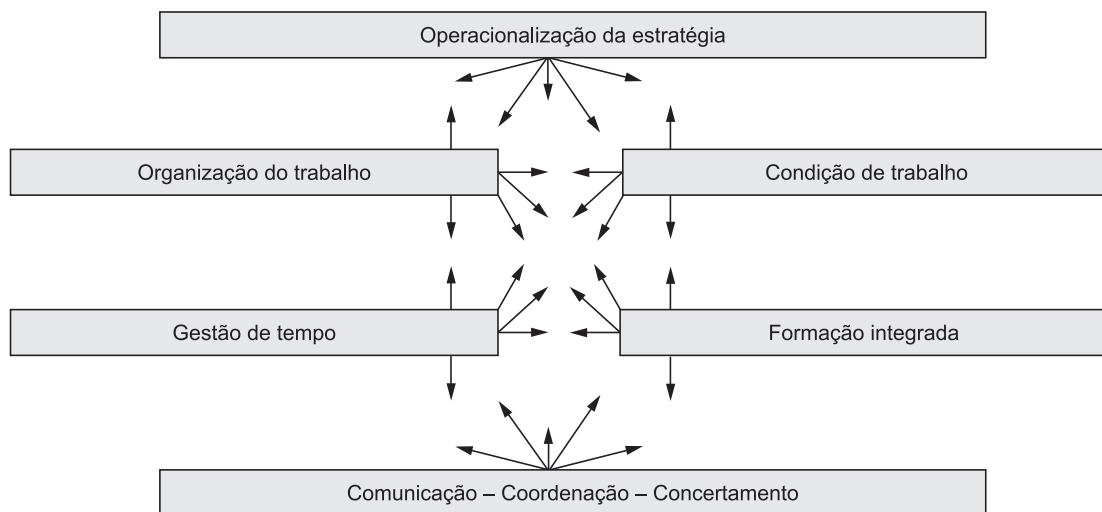 Operacionalização da estratégia
Organização do trabalho
Condição de trabalho
Gestão de tempo
Formação integrada
Comunicação – Coordenação – Concertamento